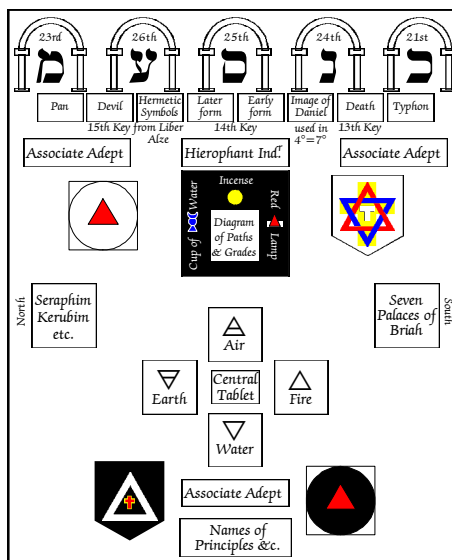 23rd 26th 25th 24th 21st
מ ע ס נ כ
Pan Devil Hermetic Symbols Later form Early form Image of Daniel Death Typhon
15th Key from Liber Alze 14th Key used in 4°=7° 13th Key
Associate Adept Hierophant Ind.r Associate Adept
Incense
Cup of Water
Red Lamp
Diagram
of Paths
& Grades
North
Seraphim
Kerubim
etc.
Seven
Palaces of
Briah
South
Air
Earth
Central
Tablet
Fire
Water
Associate Adept
Names of
Principles &c.